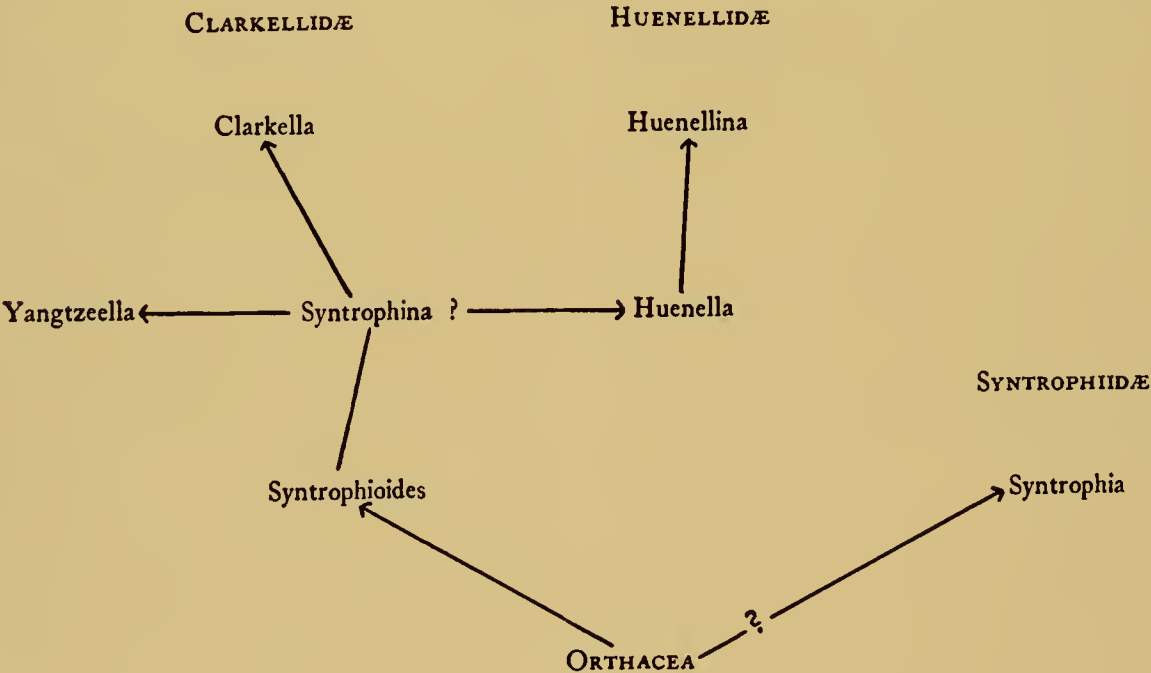 CLARKELLIDÆ
HUENELLIDÆ
Clarkella
Huenellina
Yangtzeella
Syntrophina ?
Huenella
SYNTROPHIIDÆ
Syntrophioides
Syntrophia
?
ORTHACEA